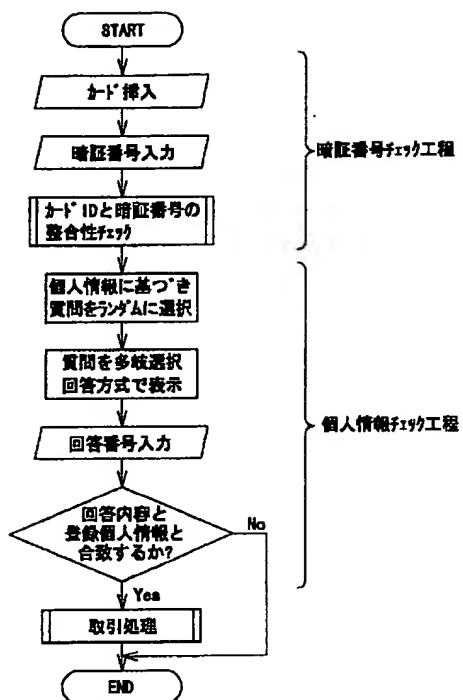 START
カード挿入
暗証番号入力
暗証番号チェック工程
カードIDと暗証番号の
整合性チェック
個人情報に基づき
質問をランダムに選択
質問を多岐選択
回答方式で表示
回答番号入力
個人情報チェック工程
回答内容と
登録個人情報と
合致するか?
No
Yes
取引処理
END